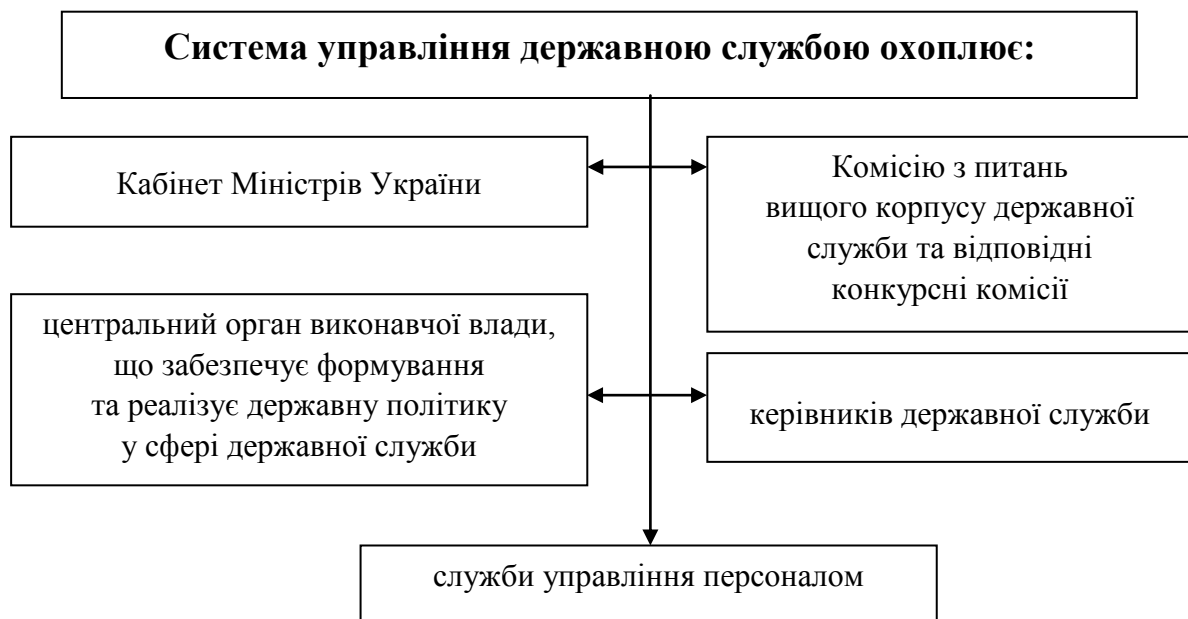 Система управління державною службою охоплює:
Кабінет Міністрів України
Комісію з питань
вищого корпусу державної
служби та відповідні
конкурсні комісії
центральний орган виконавчої влади,
що забезпечує формування
та реалізує державну політику
у сфері державної служби
керівників державної служби
служби управління персоналом